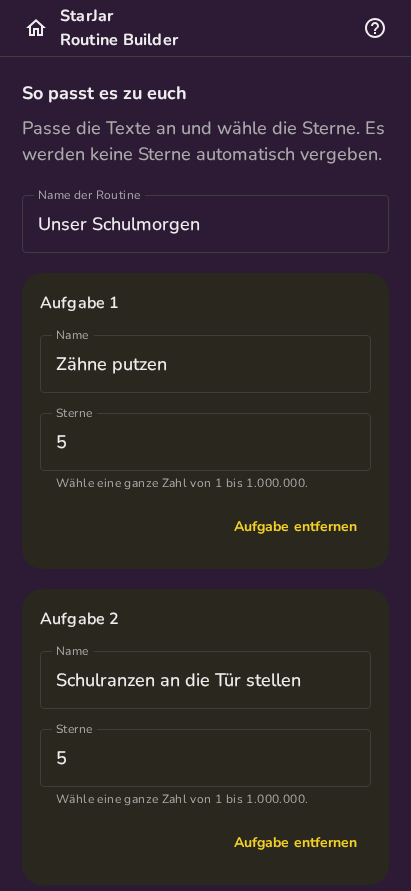 StarJar
Routine Builder
So passt es zu euch
Passe die Texte an und wähle die Sterne. Es
werden keine Sterne automatisch vergeben.
Name der Routine
Unser Schulmorgen
Aufgabe 1
Name
Zähne putzen
Sterne
5
Wähle eine ganze Zahl von 1 bis 1.000.000.
Aufgabe entfernen
Aufgabe 2
Name
Schulranzen an die Tür stellen
Sterne
5
Wähle eine ganze Zahl von 1 bis 1.000.000.
Aufgabe entfernen